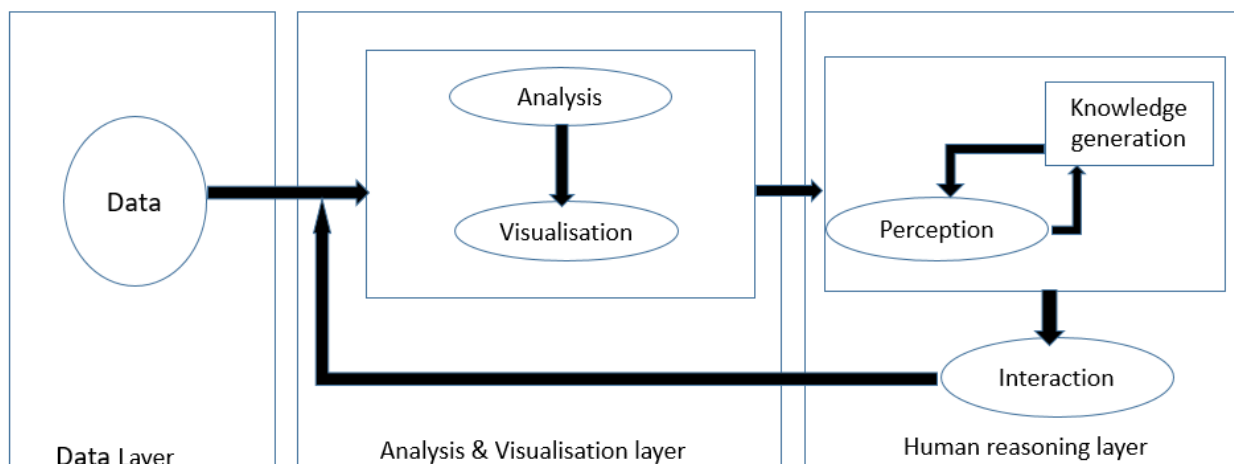 Data
Analysis
Visualisation
Knowledge
generation
Perception
Interaction
Data Layer
Analysis & Visualisation layer
Human reasoning layer